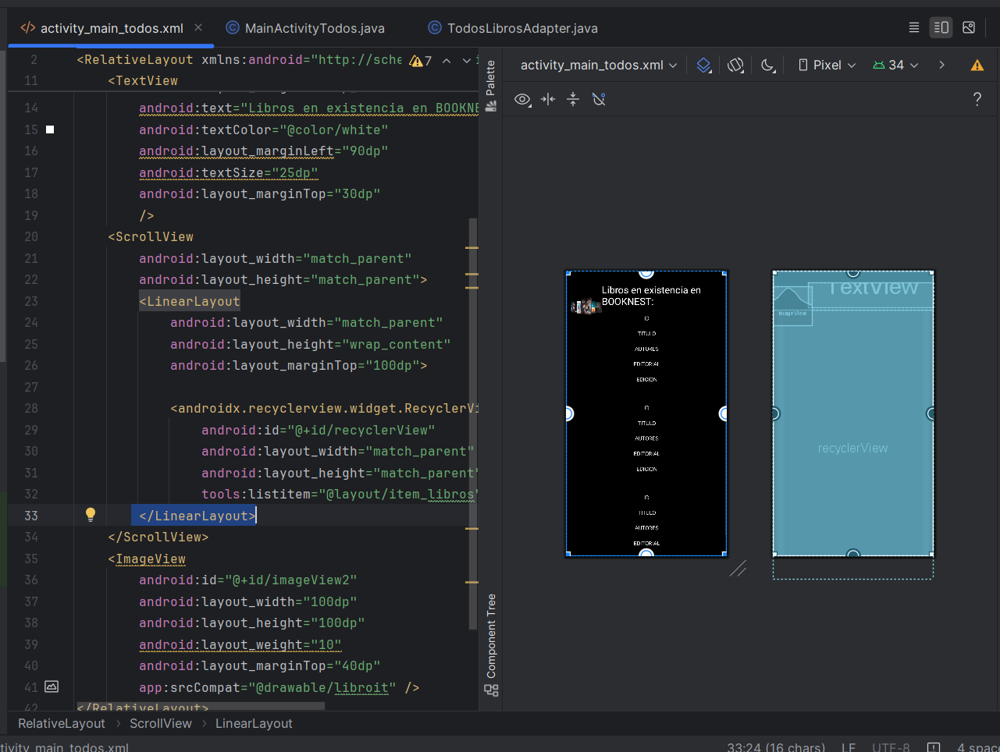 activity_main_todos.xml
MainActivityTodos.java
TodosLibrosAdapter.java
2 <RelativeLayout xmlns:android="http://sche
7
11 <TextView
14 android:text="Libros en existencia en BOOKNE
15 android:textColor="@color/white"
16 android:layout_marginLeft="90dp"
17 android:textSize="25dp"
18 android:layout_marginTop="30dp"
19 />
20 <ScrollView
21 android:layout_width="match_parent"
22 android:layout_height="match_parent">
23 <LinearLayout
24 android:layout_width="match_parent"
25 android:layout_height="wrap_content"
26 android:layout_marginTop="100dp">
27
28 <androidx.recyclerview.widget.RecyclerVi
29 android:id="@+id/recyclerView"
30 android:layout_width="match_parent"
31 android:layout_height="match_parent"
32 tools:listitem="@layout/item_libros"
33 </LinearLayout>
34 </ScrollView>
35 <ImageView
36 android:id="@+id/imageView2"
37 android:layout_width="100dp"
38 android:layout_height="100dp"
39 android:layout_weight="10"
40 android:layout_marginTop="40dp"
41 app:srcCompat="@drawable/libroit" />
42 </RelativeLayout>
Palette
Component Tree
activity_main_todos.xml
Pixel
34
?
Libros en existencia en
BOOKNEST:
ID
TITULO
AUTORES
EDITORIAL
EDICION
ID
TITULO
AUTORES
EDITORIAL
EDICION
ID
TITULO
AUTORES
EDITORIAL
TextView
ImageView
recyclerView
RelativeLayout > ScrollView > LinearLayout
tivity_main_todos.xml
33:24 (16 chars) LF UTF-8 4 spac